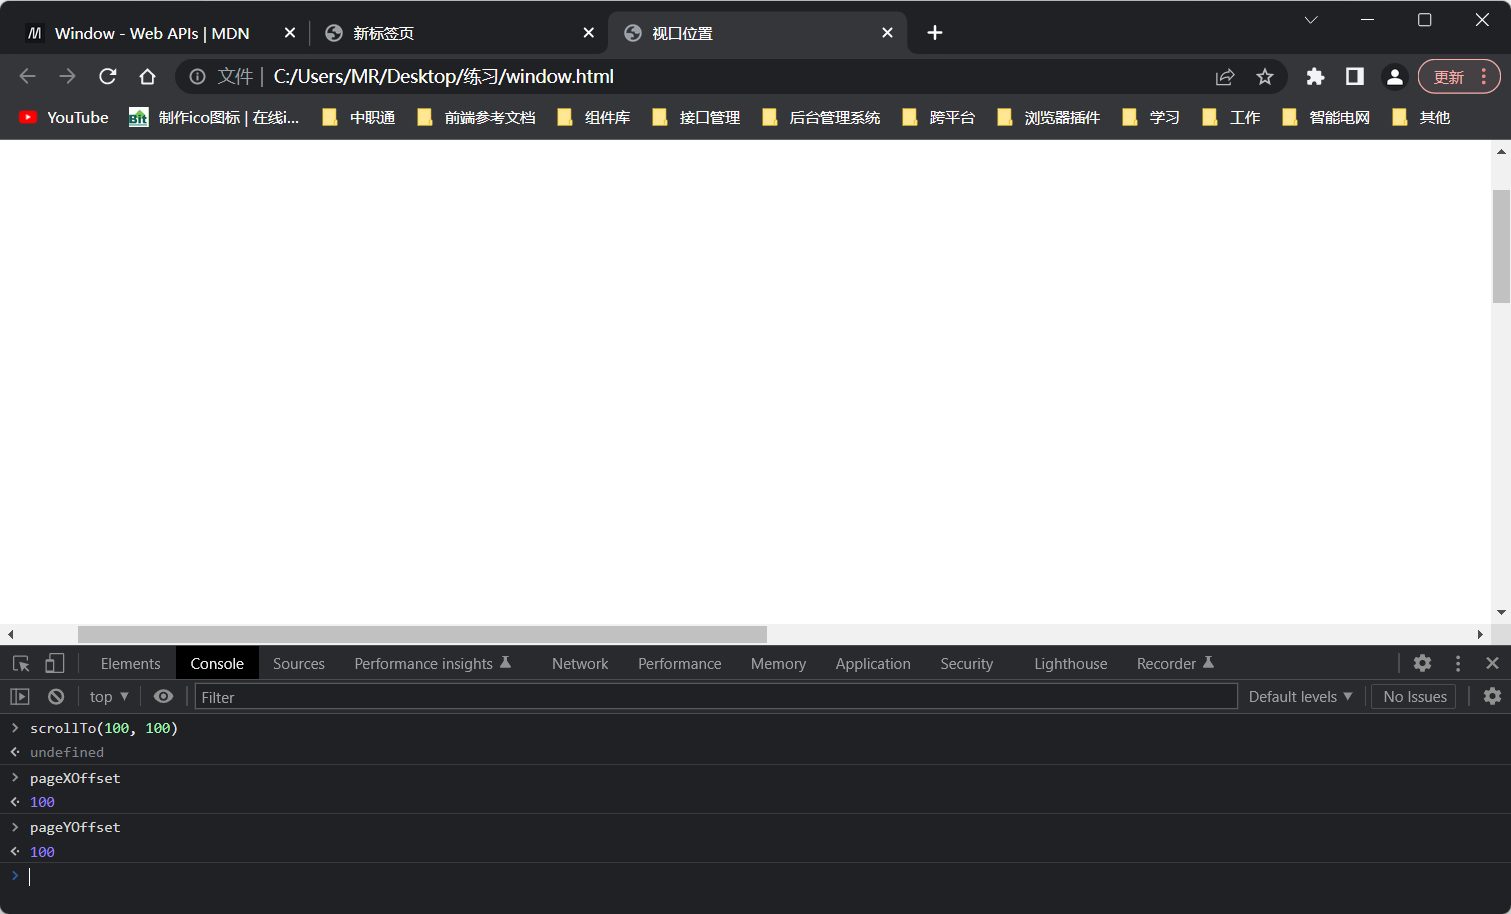 Window - Web APIs | MDN
新标签页
视口位置
文件 | C:/Users/MR/Desktop/练习/window.html
更新
YouTube
制作ico图标 | 在线i...
中职通
前端参考文档
组件库
接口管理
后台管理系统
跨平台
浏览器插件
学习
工作
智能电网
其他
Elements
Console
Sources
Performance insights
Network
Performance
Memory
Application
Security
Lighthouse
Recorder
top
Filter
Default levels
No Issues
scrollTo(100, 100)
undefined
pageXOffset
100
pageYOffset
100